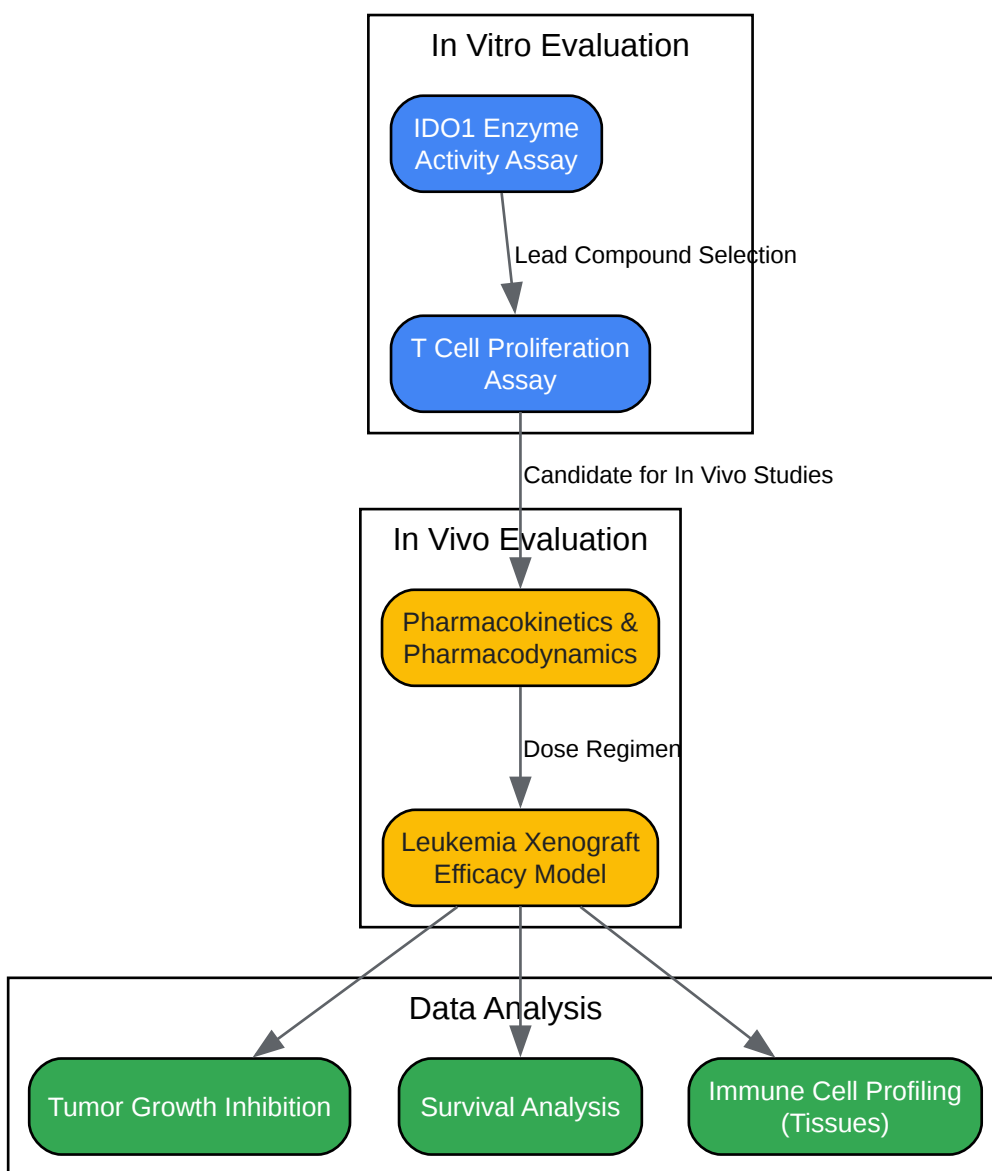 In Vitro Evaluation
IDO1 Enzyme
Activity Assay
Lead Compound Selection
T Cell Proliferation
Assay
Candidate for In Vivo Studies
In Vivo Evaluation
Pharmacokinetics &
Pharmacodynamics
Dose Regimen
Leukemia Xenograft
Efficacy Model
Data Analysis
Tumor Growth Inhibition
Survival Analysis
Immune Cell Profiling
(Tissues)